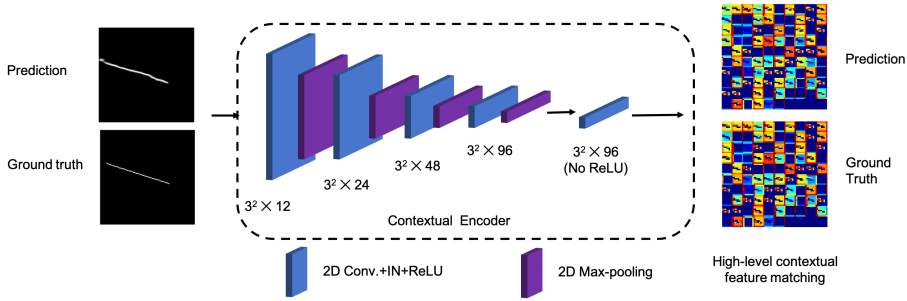 Prediction
Ground truth
3² × 12
3² × 24
3² × 48
3² × 96
3² × 96
(No ReLU)
Contextual Encoder
Prediction
Ground
Truth
2D Conv.+IN+ReLU
2D Max-pooling
High-level contextual
feature matching